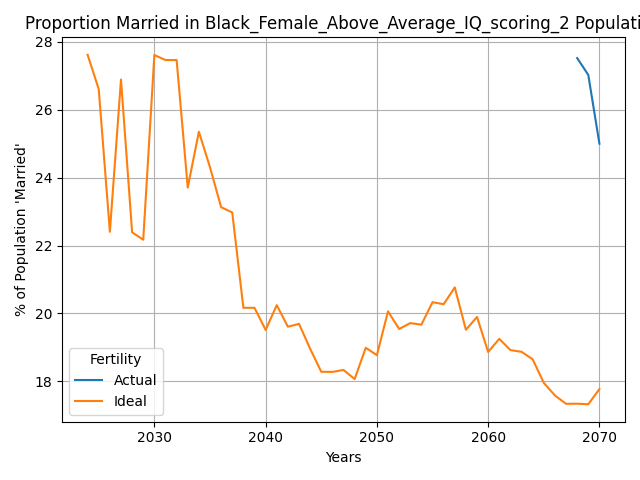 Proportion Married in Black_Female_Above_Average_IQ_scoring_2 Populati
28
26
24
22
20
18
% of Population 'Married'
Fertility
Actual
Ideal
2030 2040 2050 2060 2070
Years